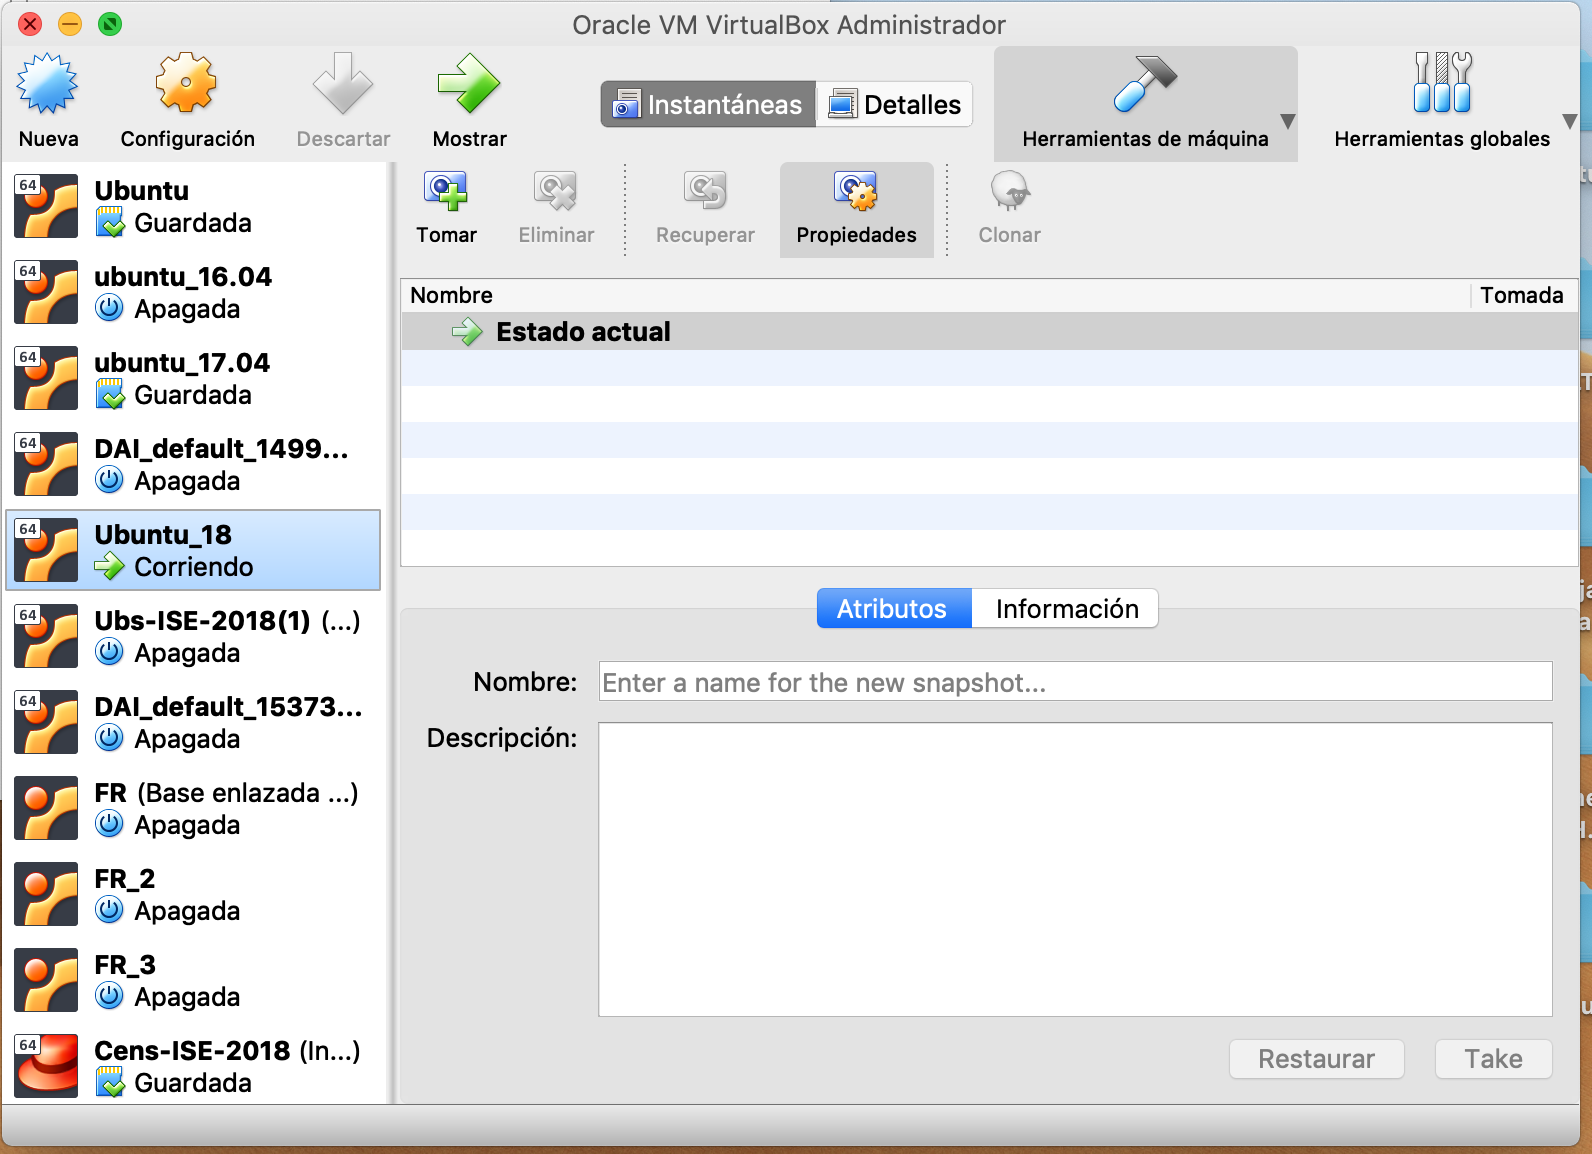 Oracle VM VirtualBox Administrador
Nueva
Configuración
Descartar
Mostrar
Instantáneas
Detalles
Herramientas de máquina
Herramientas globales
64
Ubuntu
Guardada
64
ubuntu_16.04
Apagada
64
ubuntu_17.04
Guardada
64
DAI_default_1499...
Apagada
64
Ubuntu_18
Corriendo
64
Ubs-ISE-2018(1) (...)
Apagada
64
DAI_default_15373...
Apagada
FR (Base enlazada ...)
Apagada
FR_2
Apagada
FR_3
Apagada
64
Cens-ISE-2018 (In...)
Guardada
Tomar
Eliminar
Recuperar
Propiedades
Clonar
Nombre
Tomada
Estado actual
Atributos
Información
Nombre:
Enter a name for the new snapshot...
Descripción:
Restaurar
Take